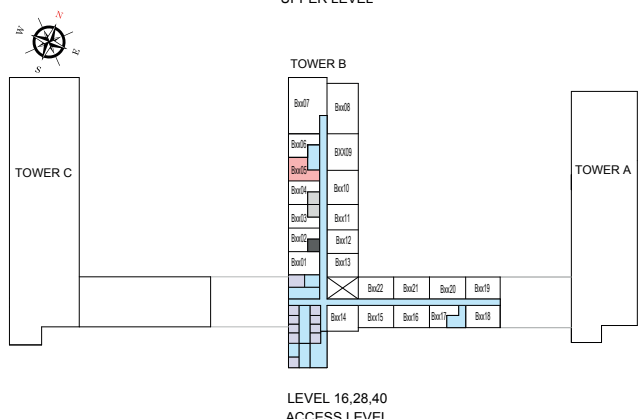 UPPER LEVEL
N
W
E
S
TOWER B
Bxx07
Bxx08
TOWER C
TOWER A
Bxx06
BXX09
Bxx05
Bxx04
Bxx10
Bxx03
Bxx11
Bxx02
Bxx12
Bxx01
Bxx13
Bxx22
Bxx21
Bxx20
Bxx19
Bxx14
Bxx15
Bxx16
Bxx17
Bxx18
LEVEL 16,28,40
ACCESS LEVEL